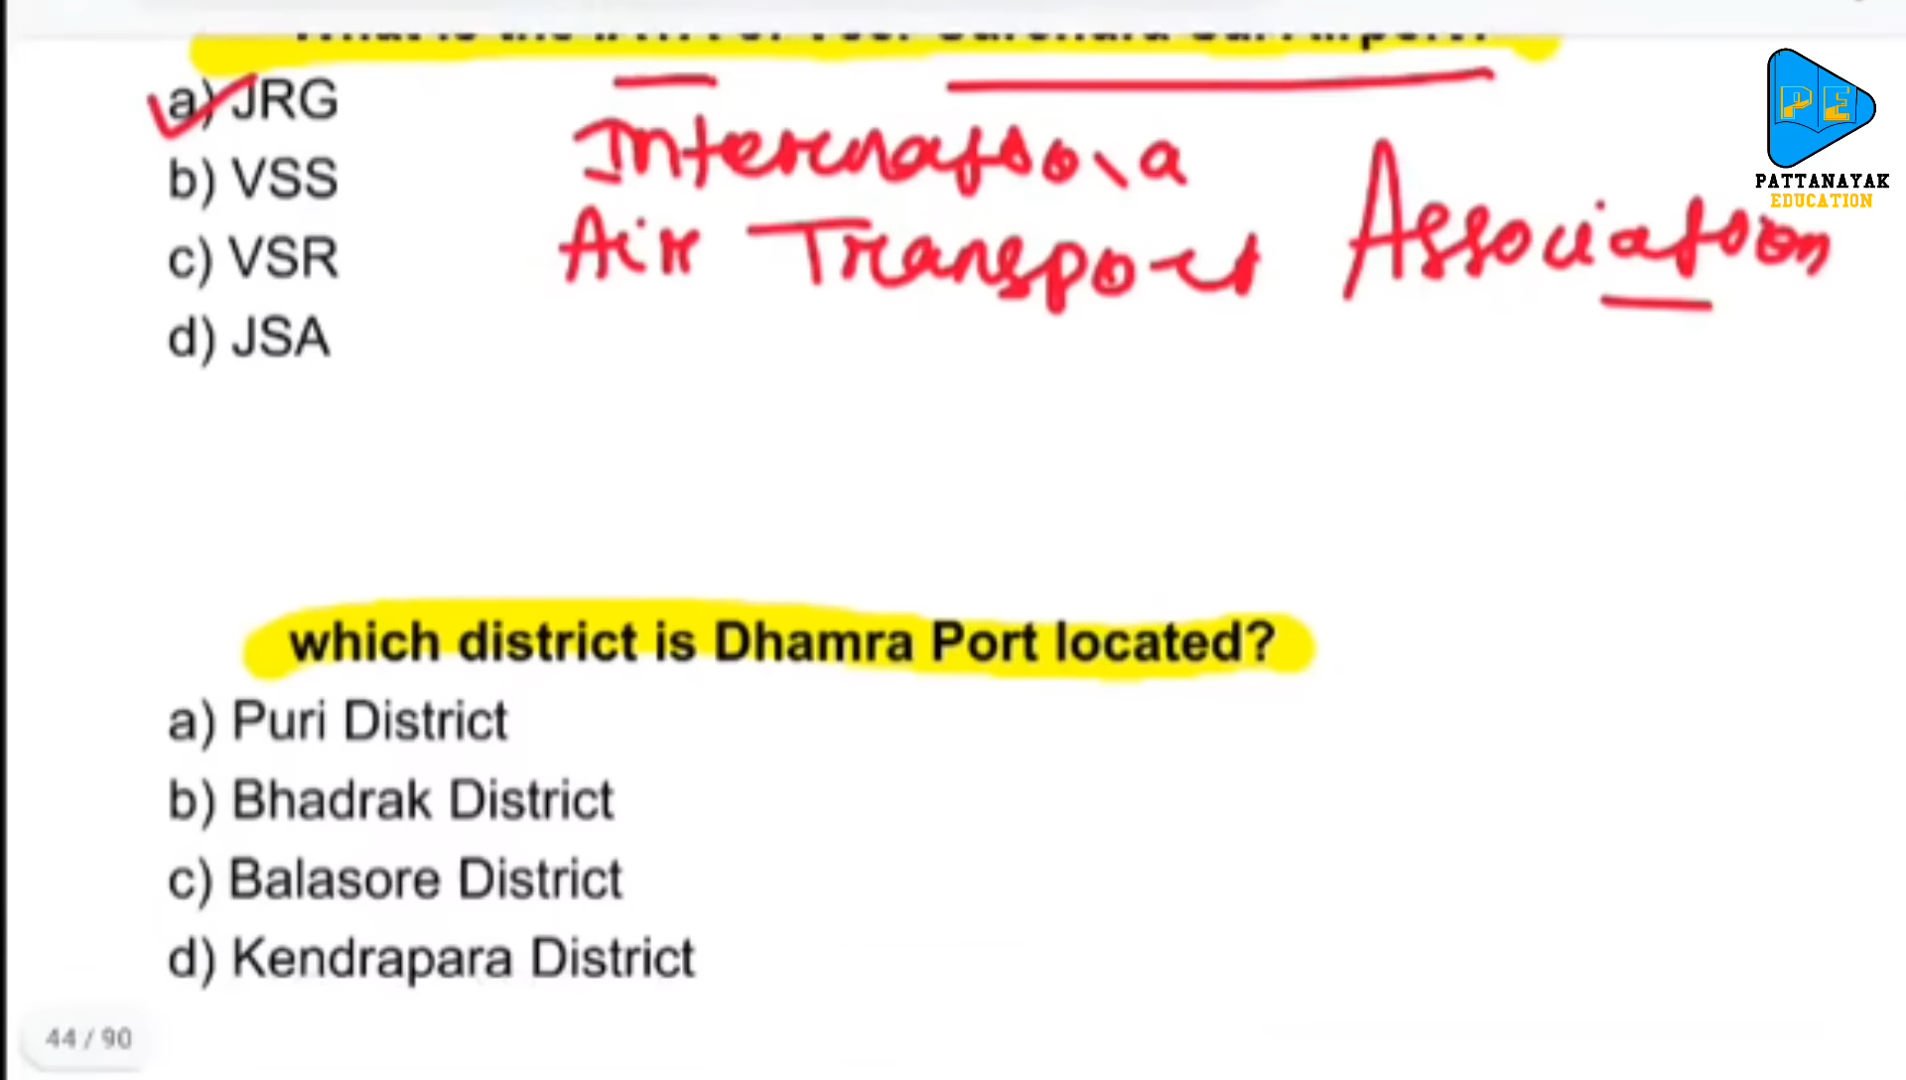 a) JRG
b) VSS
c) VSR
d) JSA
Air Transport Association
PE
PATTANAYAK
EDUCATION
which district is Dhamra Port located?
a) Puri District
b) Bhadrak District
c) Balasore District
d) Kendrapara District
44 / 90